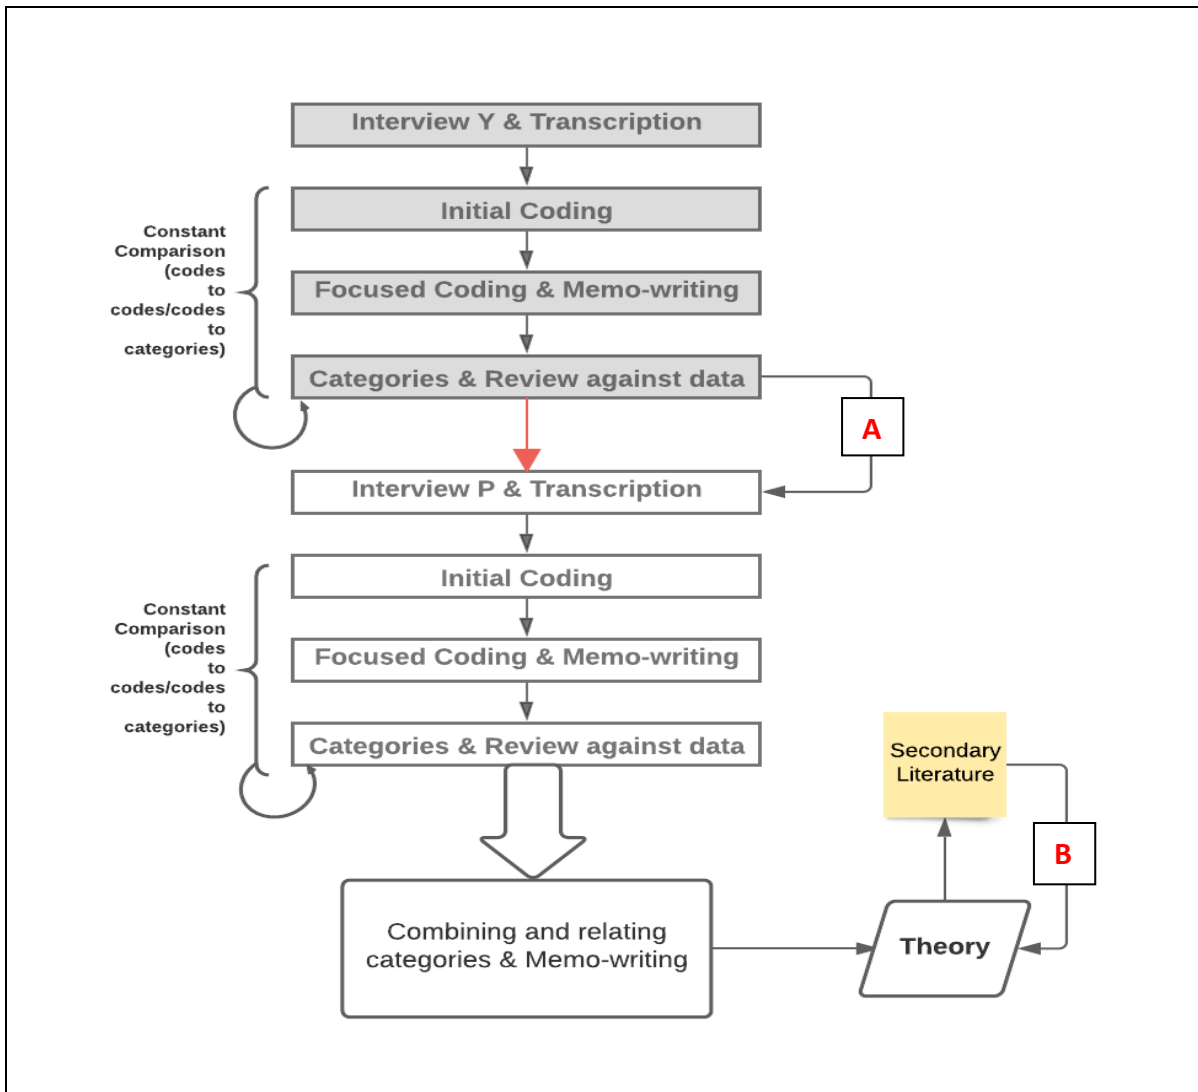 Interview Y & Transcription
Initial Coding
Constant
Comparison
(codes
to
codes/codes
to
categories)
Focused Coding & Memo-writing
Categories & Review against data
A
Interview P & Transcription
Initial Coding
Constant
Comparison
(codes
to
codes/codes
to
categories)
Focused Coding & Memo-writing
Categories & Review against data
Secondary
Literature
B
Combining and relating
categories & Memo-writing
Theory